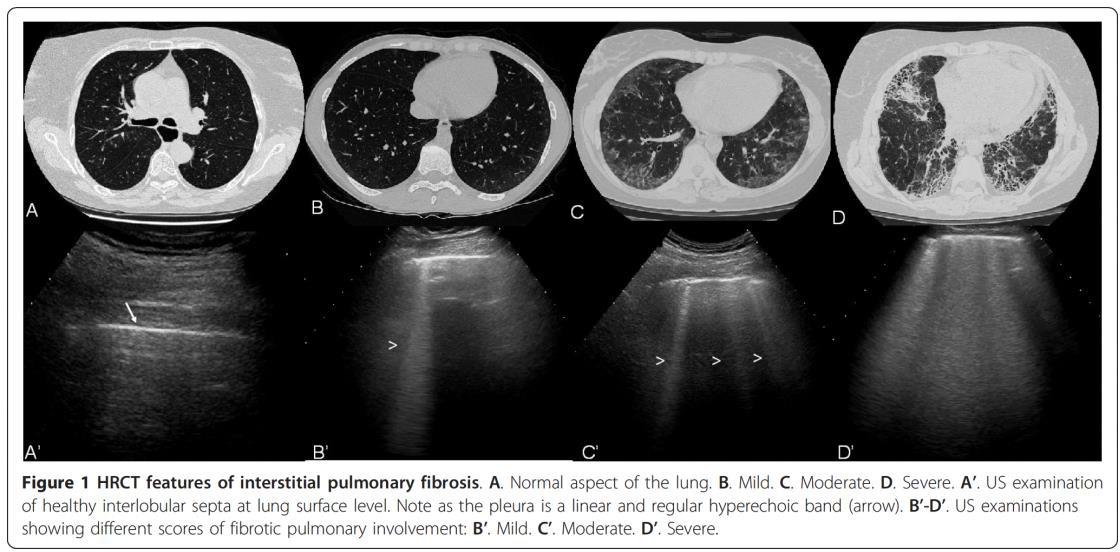 A
B
C
D
>
>
>
>
A'
B'
C'
D'
Figure 1 HRCT features of interstitial pulmonary fibrosis. A. Normal aspect of the lung. B. Mild. C. Moderate. D. Severe. A’. US examination
of healthy interlobular septa at lung surface level. Note as the pleura is a linear and regular hyperechoic band (arrow). B’-D’. US examinations
showing different scores of fibrotic pulmonary involvement: B’. Mild. C’. Moderate. D’. Severe.